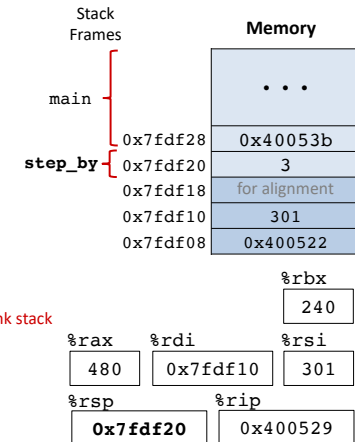 Stack
Frames
Memory
• • •
main
0x7fdf28 0x40053b
step_by 0x7fdf20 3
0x7fdf18 for alignment
0x7fdf10 301
0x7fdf08 0x400522
%rbx
240
nk stack
%rax %rdi %rsi
480 0x7fdf10 301
%rsp %rip
0x7fdf20 0x400529